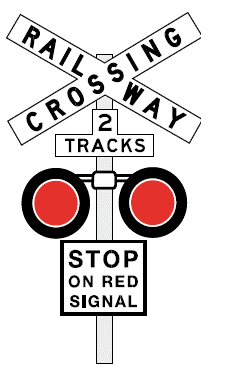 RAILWAY
CROSSING
2
TRACKS
STOP
ON RED
SIGNAL